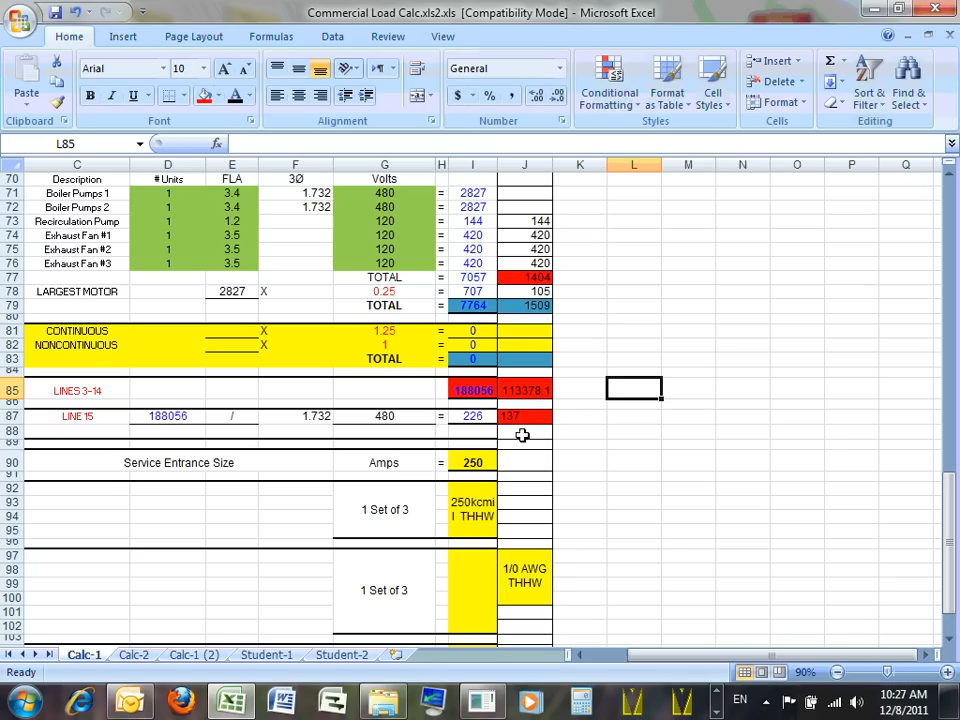 Commercial Load Calc.xls2.xls [Compatibility Mode] - Microsoft Excel
Home Insert Page Layout Formulas Data Review View
Paste Arial 10 General Conditional Formatting Format as Table Cell Styles Insert Delete Format Sort & Filter Find & Select
B I U $ % ,
Clipboard Font Alignment Number Styles Cells Editing
L85 fx
C D E F G H I J K L M N O P Q
70 Description # Units FLA 3Ø Volts
71 Boiler Pumps 1 1 3.4 1.732 480 = 2827
72 Boiler Pumps 2 1 3.4 1.732 480 = 2827
73 Recirculation Pump 1 1.2 120 = 144 144
74 Exhaust Fan #1 1 3.5 120 = 420 420
75 Exhaust Fan #2 1 3.5 120 = 420 420
76 Exhaust Fan #3 1 3.5 120 = 420 420
77 TOTAL = 7057 1404
78 LARGEST MOTOR 2827 X 0.25 = 707 105
79 TOTAL = 7764 1509
80
81 CONTINUOUS X 1.25 = 0
82 NONCONTINUOUS X 1 = 0
83 TOTAL = 0
84
85 LINES 3-14 188056 113378.1
86
87 LINE 15 188056 / 1.732 480 = 226 137
88
89
90 Service Entrance Size Amps = 250
91
92
93 1 Set of 3 250kcmi
94 l THHW
95
96
97
98 1/0 AWG
99 1 Set of 3 THHW
100
101
102
103
Calc-1 Calc-2 Calc-1 (2) Student-1 Student-2
Ready 90%
EN 10:27 AM
12/8/2011